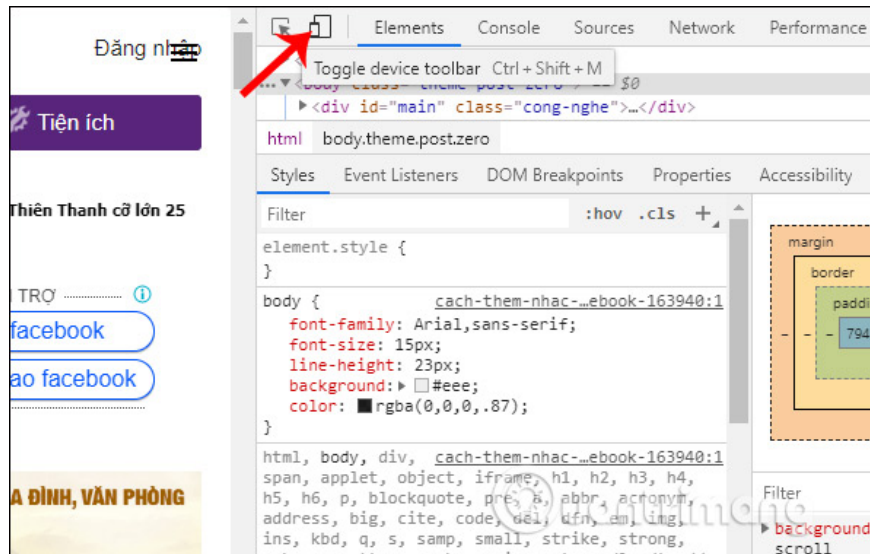 Đăng nhập
Tiện ích
Thiên Thanh cỡ lớn 25
TRỢ
facebook
ao facebook
A ĐÌNH, VĂN PHÒNG
Elements Console Sources Network Performance
Toggle device toolbar Ctrl + Shift + M
== $0
<div id="main" class="cong-nghe">…</div>
html body.theme.post.zero
Styles Event Listeners DOM Breakpoints Properties Accessibility
Filter :hov .cls +
element.style {
}
body { cach-them-nhac-…ebook-163940:1
font-family: Arial,sans-serif;
font-size: 15px;
line-height: 23px;
background: #eee;
color: rgba(0,0,0,.87);
}
html, body, div, cach-them-nhac-…ebook-163940:1
span, applet, object, iframe, h1, h2, h3, h4,
h5, h6, p, blockquote, pre, a, abbr, acronym,
address, big, cite, code, del, dfn, em, img,
ins, kbd, q, s, samp, small, strike, strong,
margin
border
paddi
794
Filter
background
scroll
quantrimang